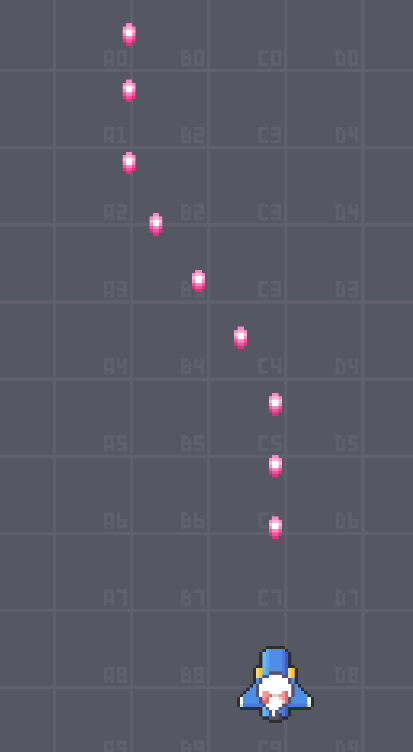 A0 B0 C0 D0
A1 B2 C3 D4
A2 B2 C3 D4
A3 C3 D3
A4 B4 C4 D4
A5 B5 C5 D5
A6 B6 D6
A7 B7 C7 D7
A8 B8 D8